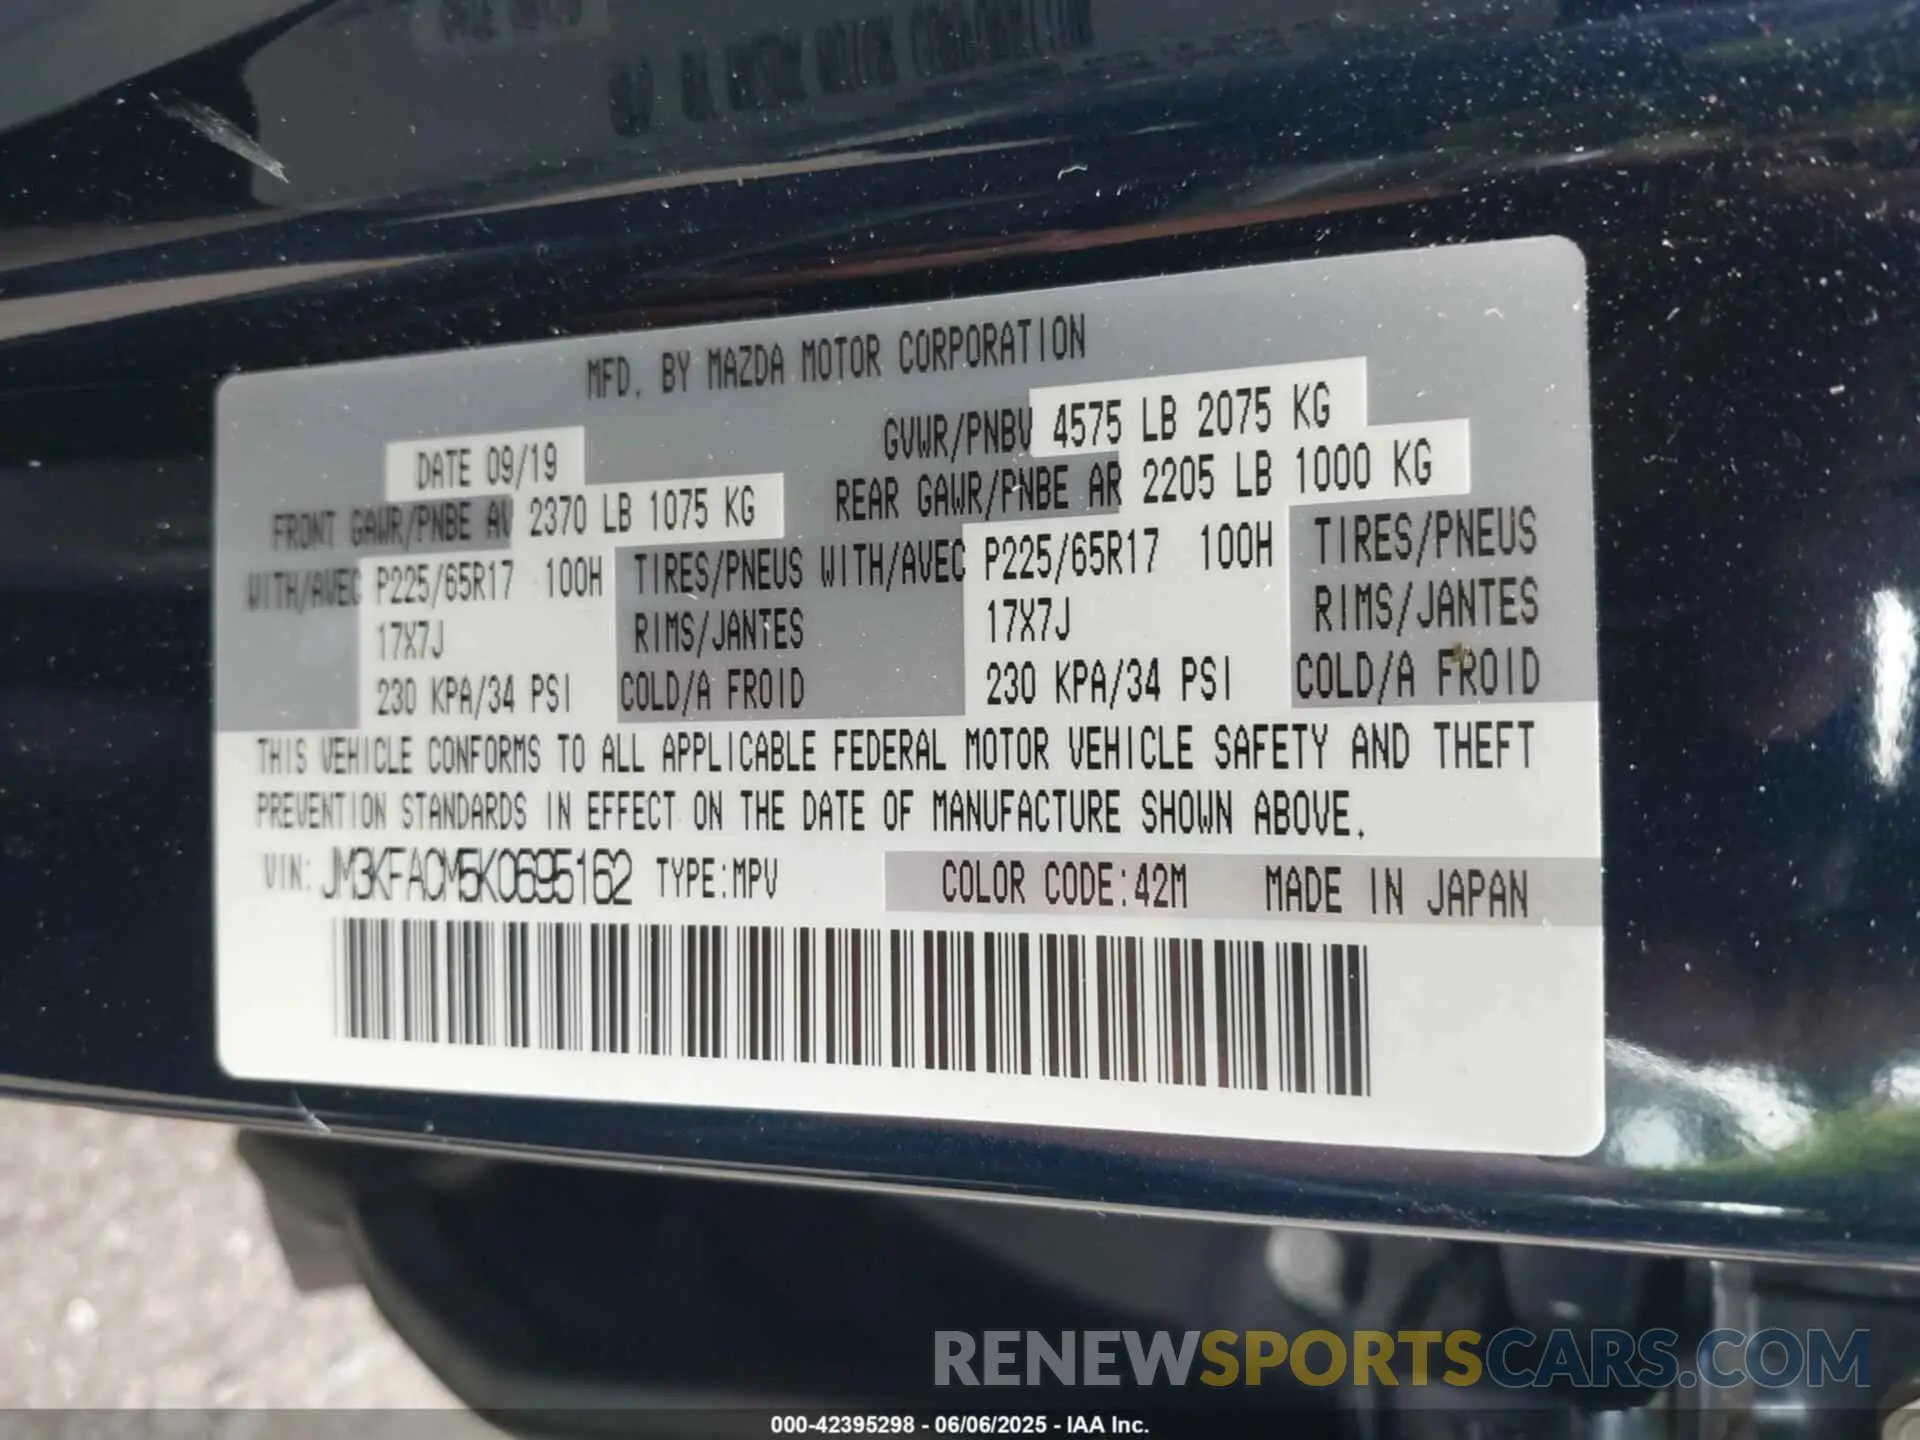 MFD. BY MAZDA MOTOR CORPORATION
DATE 09/19 GVWR/PNBV 4575 LB 2075 KG
FRONT GAWR/PNBE AV 2370 LB 1075 KG REAR GAWR/PNBE AR 2205 LB 1000 KG
WITH/AVEC P225/65R17 100H TIRES/PNEUS WITH/AVEC P225/65R17 100H TIRES/PNEUS
17X7J RIMS/JANTES 17X7J RIMS/JANTES
230 KPA/34 PSI COLD/A FROID 230 KPA/34 PSI COLD/A FROID
THIS VEHICLE CONFORMS TO ALL APPLICABLE FEDERAL MOTOR VEHICLE SAFETY AND THEFT
PREVENTION STANDARDS IN EFFECT ON THE DATE OF MANUFACTURE SHOWN ABOVE.
VIN: JM3KFACM5K0695162 TYPE:MPV COLOR CODE:42M MADE IN JAPAN
RENEWSPORTSCARS.COM
000-42395298 - 06/06/2025 - IAA Inc.